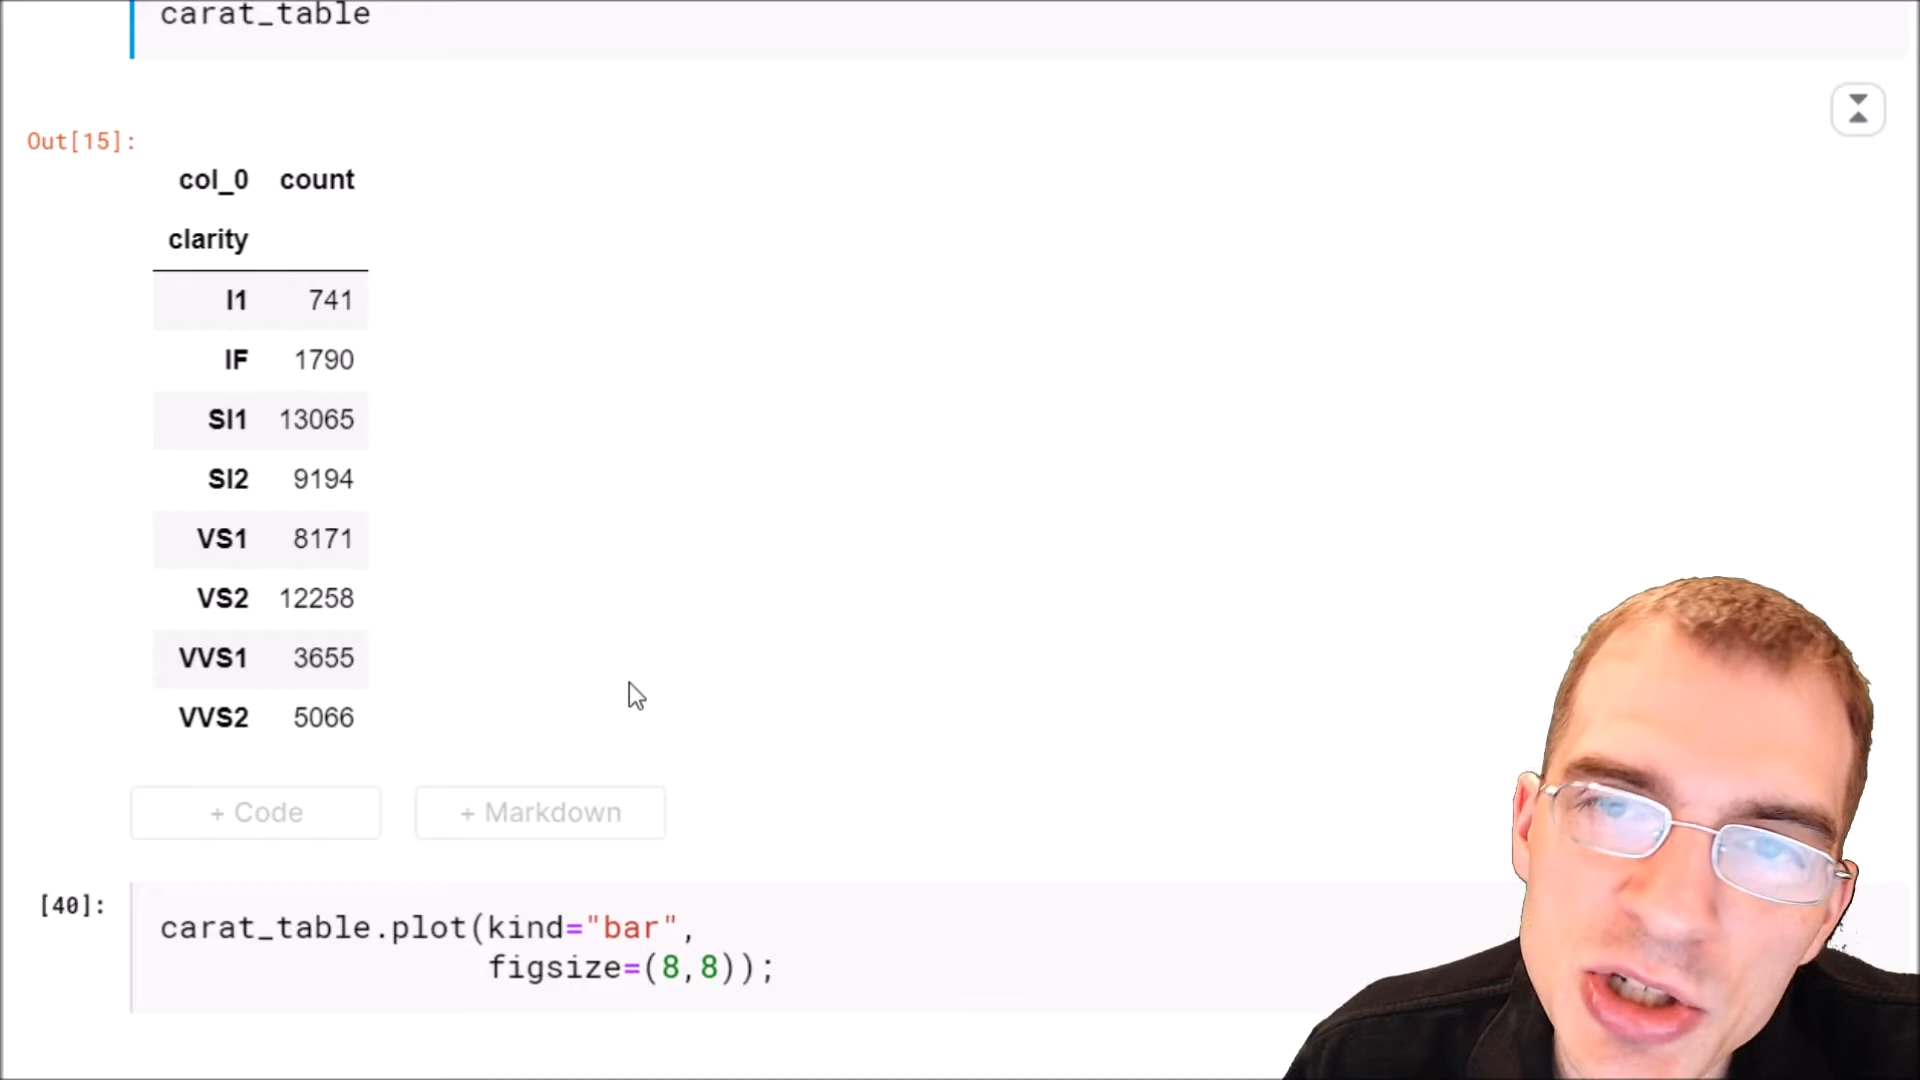 carat_table
Out[15]:
col_0 count
clarity
I1 741
IF 1790
SI1 13065
SI2 9194
VS1 8171
VS2 12258
VVS1 3655
VVS2 5066
+ Code + Markdown
[40]:
carat_table.plot(kind="bar",
figsize=(8,8));